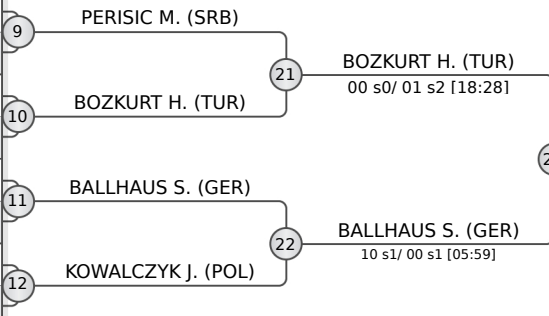 PERISIC M. (SRB)
9
BOZKURT H. (TUR)
21
00 s0/ 01 s2 [18:28]
BOZKURT H. (TUR)
10
BALLHAUS S. (GER)
11
BALLHAUS S. (GER)
22
10 s1/ 00 s1 [05:59]
KOWALCZYK J. (POL)
12